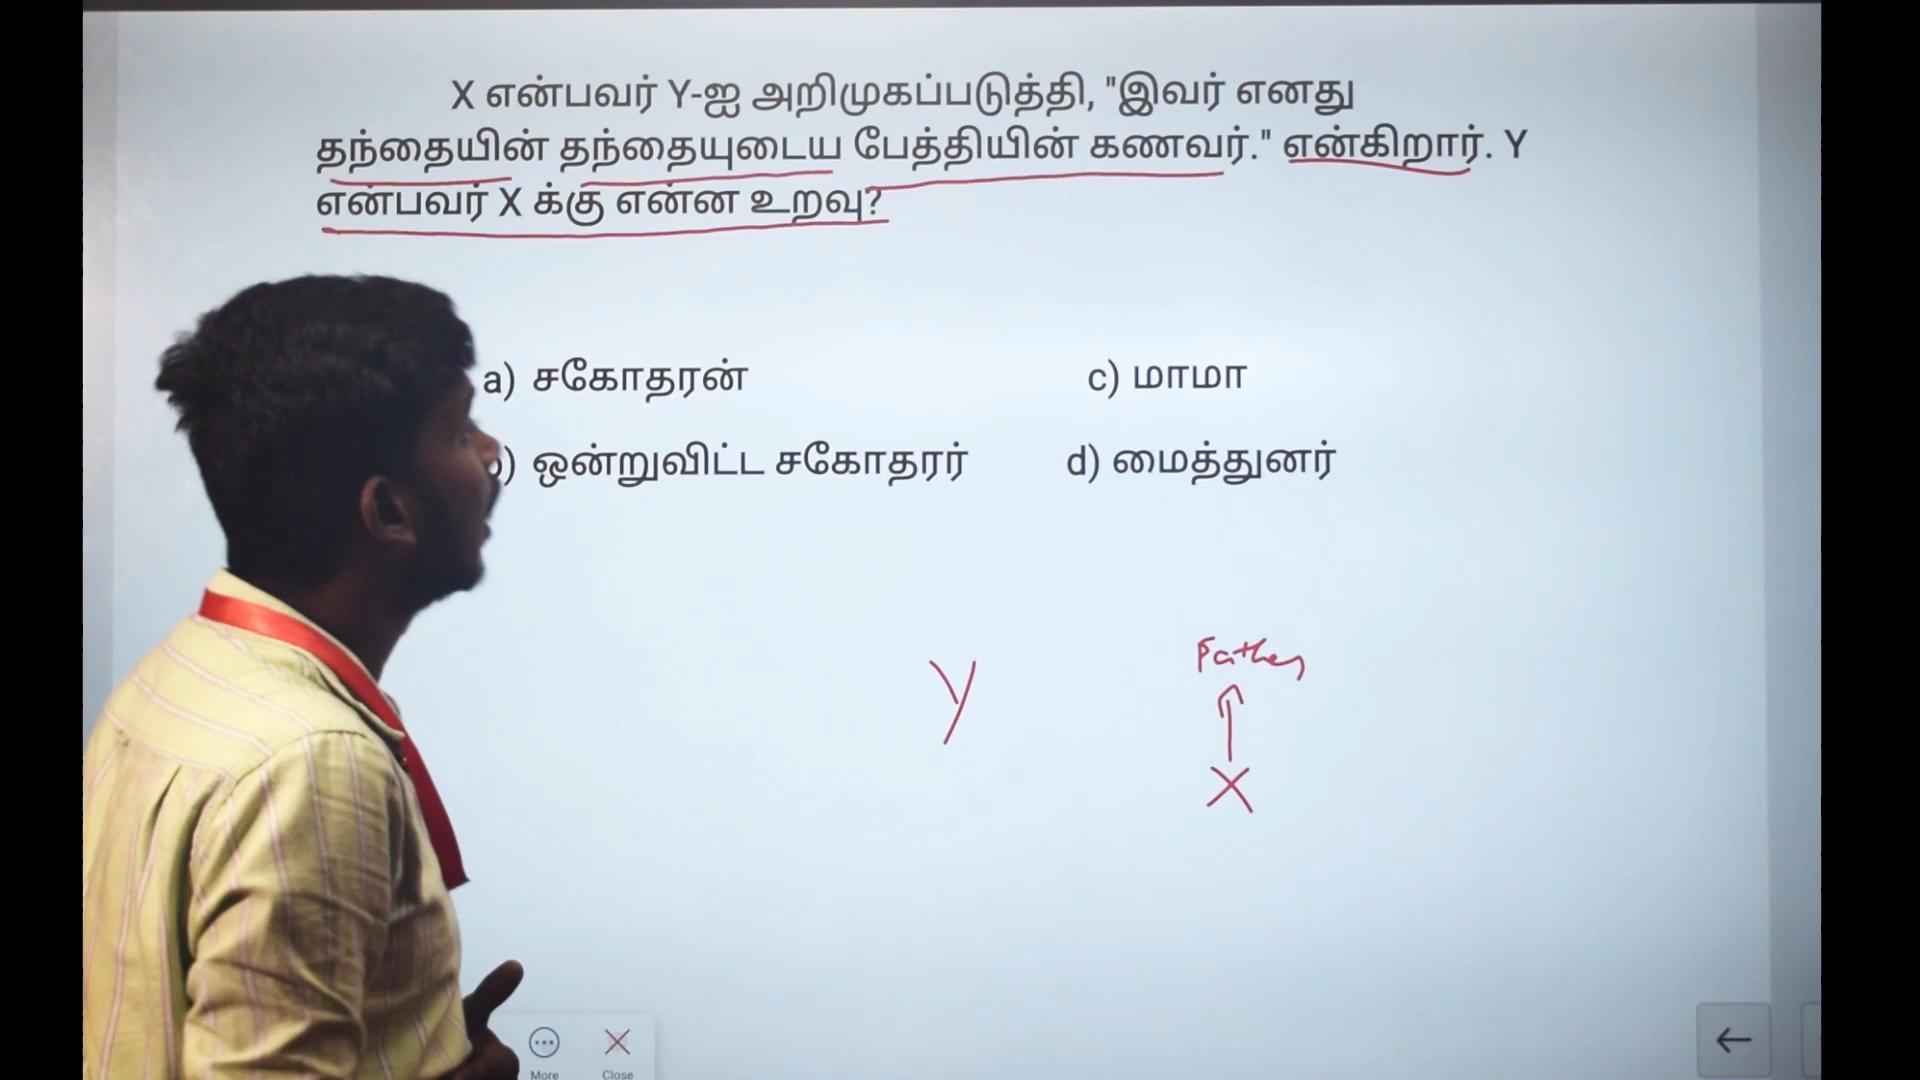 X என்பவர் Y-ஐ அறிமுகப்படுத்தி, "இவர் எனது
தந்தையின் தந்தையுடைய பேத்தியின் கணவர்." என்கிறார். Y
என்பவர் X க்கு என்ன உறவு?
a) சகோதரன்
c) மாமா
) ஒன்றுவிட்ட சகோதரர்
d) மைத்துனர்
Father
Y
X
More
Close